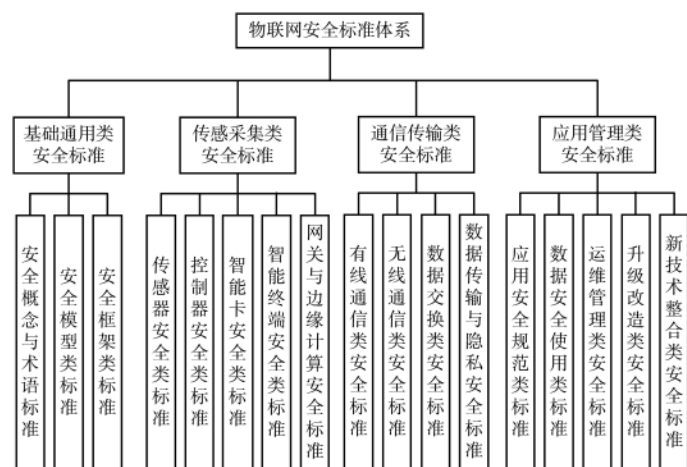 物联网安全标准体系
基础通用类
安全标准
传感采集类
安全标准
通信传输类
安全标准
应用管理类
安全标准
安全概念与术语标准
安全模型类标准
安全框架类标准
传感器安全类标准
控制器安全类标准
智能卡安全类标准
智能终端安全类标准
网关与边缘计算安全标准
有线通信类安全标准
无线通信类安全标准
数据交换类安全标准
数据传输与隐私安全标准
应用安全规范类标准
数据安全使用类标准
运维管理类安全标准
升级改造类安全标准
新技术整合类安全标准